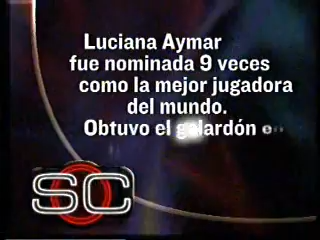 Luciana Aymar
fue nominada 9 veces
como la mejor jugadora
del mundo.
Obtuvo el galardón e
SC